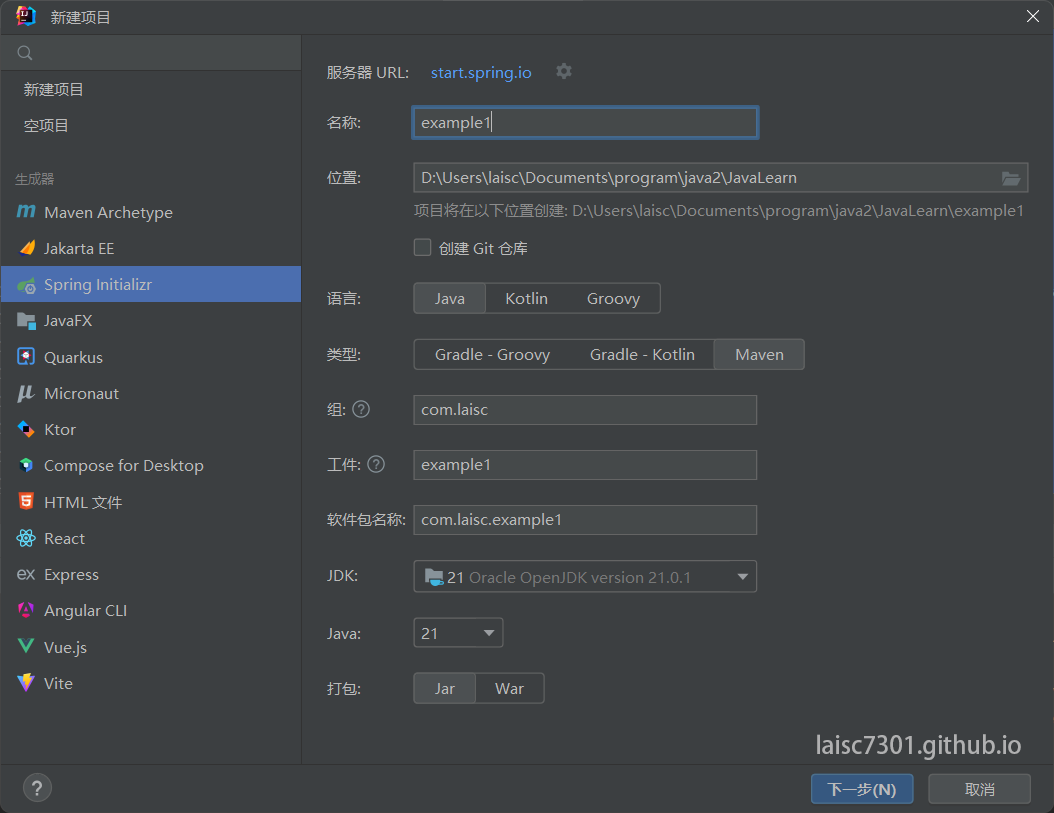 新建项目
新建项目
空项目
生成器
Maven Archetype
Jakarta EE
Spring Initializr
JavaFX
Quarkus
Micronaut
Ktor
Compose for Desktop
HTML 文件
React
Express
Angular CLI
Vue.js
Vite
服务器 URL: start.spring.io
名称: example1
位置: D:\Users\laisc\Documents\program\java2\JavaLearn
项目将在以下位置创建: D:\Users\laisc\Documents\program\java2\JavaLearn\example1
创建 Git 仓库
语言: Java Kotlin Groovy
类型: Gradle - Groovy Gradle - Kotlin Maven
组: ? com.laisc
工件: ? example1
软件包名称: com.laisc.example1
JDK: 21 Oracle OpenJDK version 21.0.1
Java: 21
打包: Jar War
laisc7301.github.io
? 下一步(N) 取消